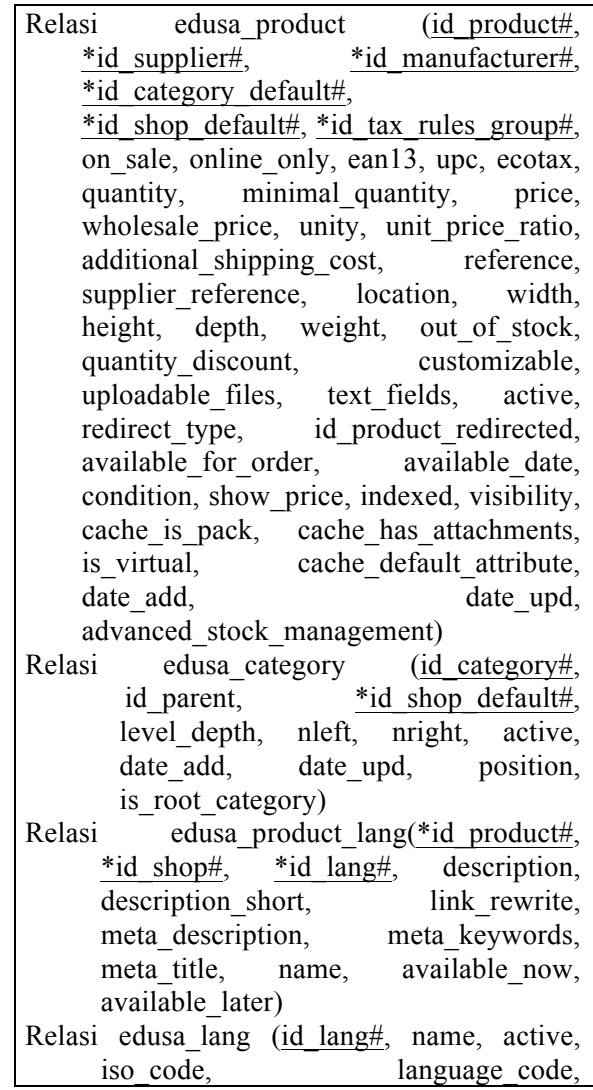 Relasi edusa_product (id_product#,
*id_supplier#, *id_manufacturer#,
*id_category_default#,
*id_shop_default#, *id_tax_rules_group#,
on_sale, online_only, ean13, upc, ecotax,
quantity, minimal_quantity, price,
wholesale_price, unity, unit_price_ratio,
additional_shipping_cost, reference,
supplier_reference, location, width,
height, depth, weight, out_of_stock,
quantity_discount, customizable,
uploadable_files, text_fields, active,
redirect_type, id_product_redirected,
available_for_order, available_date,
condition, show_price, indexed, visibility,
cache_is_pack, cache_has_attachments,
is_virtual, cache_default_attribute,
date_add, date_upd,
advanced_stock_management)
Relasi edusa_category (id_category#,
id_parent, *id_shop_default#,
level_depth, nleft, nright, active,
date_add, date_upd, position,
is_root_category)
Relasi edusa_product_lang(*id_product#,
*id_shop#, *id_lang#, description,
description_short, link_rewrite,
meta_description, meta_keywords,
meta_title, name, available_now,
available_later)
Relasi edusa_lang (id_lang#, name, active,
iso_code, language_code,